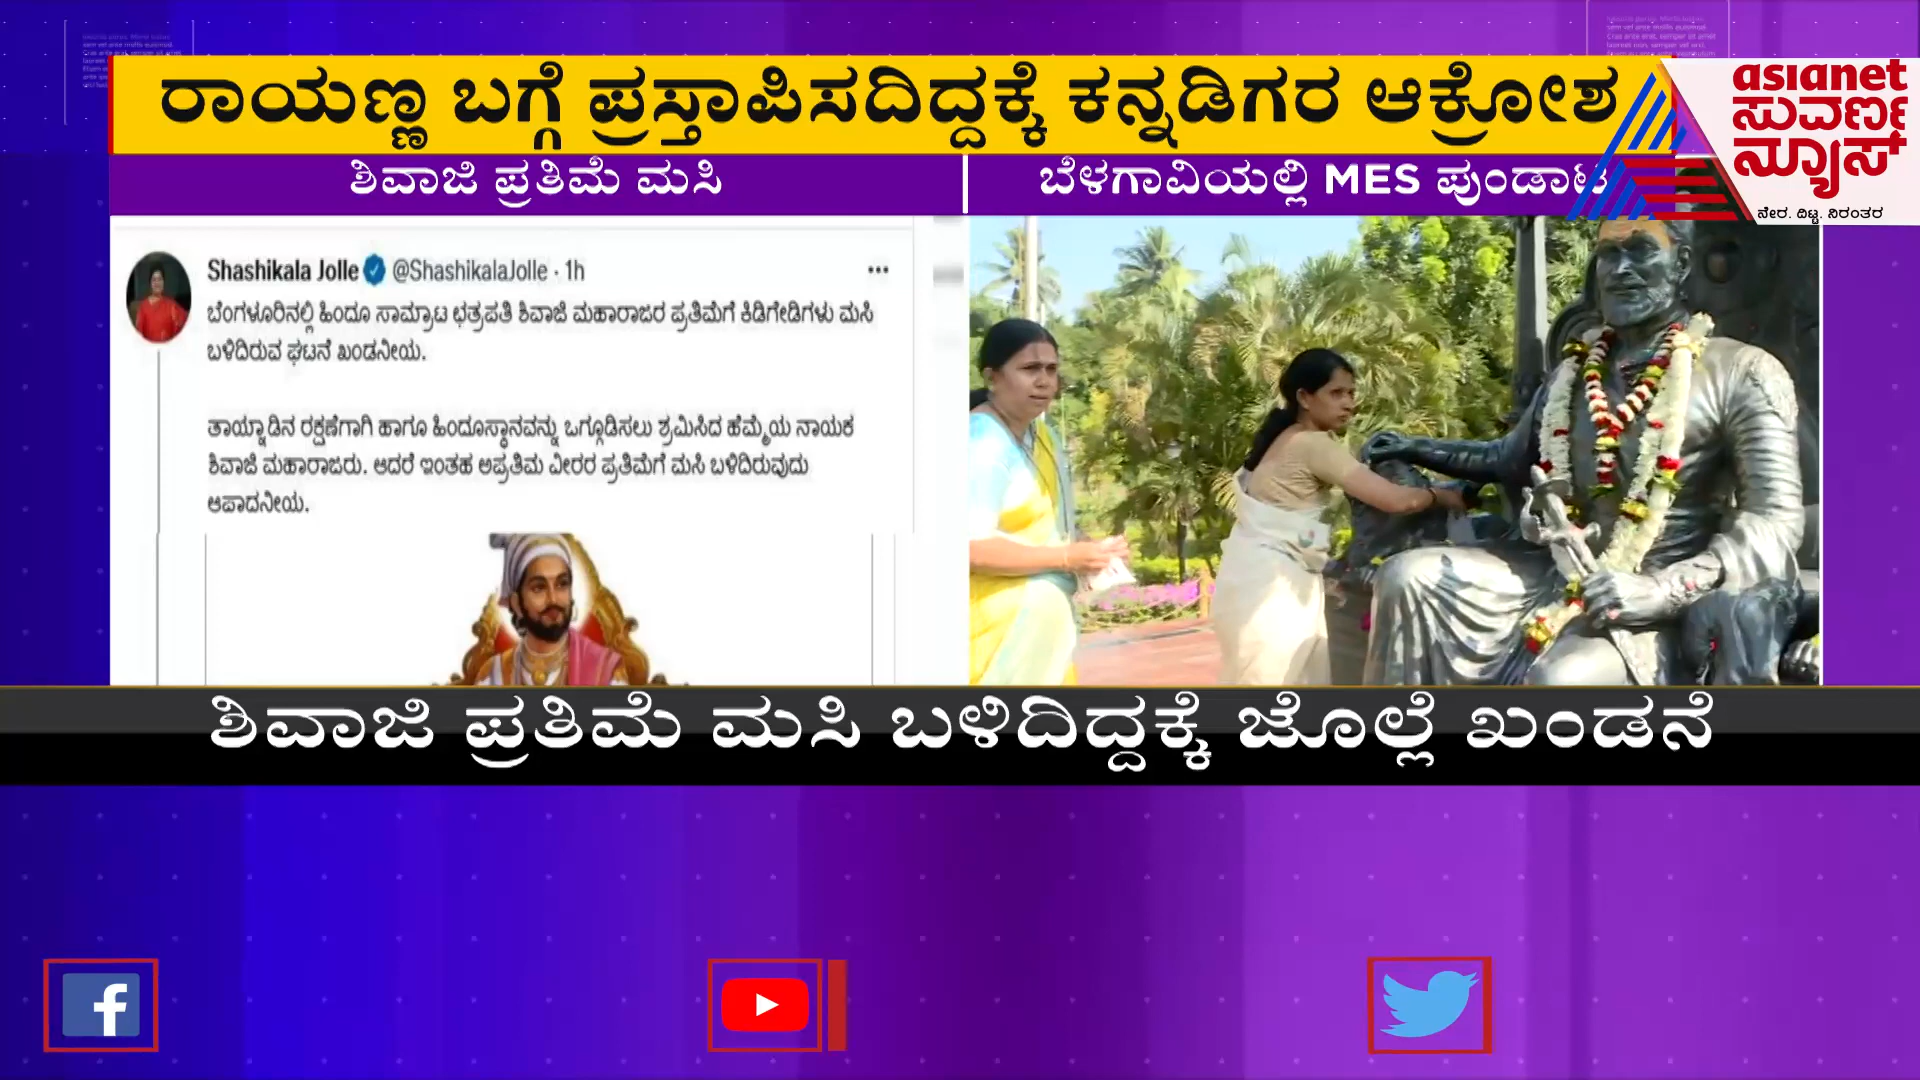 ರಾಯಣ್ಣ ಬಗ್ಗೆ ಪ್ರಸ್ತಾಪಿಸದಿದ್ದಕ್ಕೆ ಕನ್ನಡಿಗರ ಆಕ್ರೋಶ
asianet
ಸುವರ್ಣ
ನ್ಯೂಸ್
ನೇರ. ದಿಟ್ಟ. ನಿರಂತರ
ಶಿವಾಜಿ ಪ್ರತಿಮೆ ಮಸಿ
ಬೆಳಗಾವಿಯಲ್ಲಿ MES ಪುಂಡಾಟ
Shashikala Jolle @ShashikalaJolle · 1h
ಬೆಂಗಳೂರಿನಲ್ಲಿ ಹಿಂದೂ ಸಾಮ್ರಾಟ ಛತ್ರಪತಿ ಶಿವಾಜಿ ಮಹಾರಾಜರ ಪ್ರತಿಮೆಗೆ ಕಿಡಿಗೇಡಿಗಳು ಮಸಿ
ಬಳಿದಿರುವ ಘಟನೆ ಖಂಡನೀಯ.
ತಾಯ್ನಾಡಿನ ರಕ್ಷಣೆಗಾಗಿ ಹಾಗೂ ಹಿಂದೂಸ್ಥಾನವನ್ನು ಒಗ್ಗೂಡಿಸಲು ಶ್ರಮಿಸಿದ ಹೆಮ್ಮೆಯ ನಾಯಕ
ಶಿವಾಜಿ ಮಹಾರಾಜರು. ಆದರೆ ಇಂತಹ ಅಪ್ರತಿಮ ವೀರರ ಪ್ರತಿಮೆಗೆ ಮಸಿ ಬಳಿದಿರುವುದು
ಆಪಾದನೀಯ.
ಶಿವಾಜಿ ಪ್ರತಿಮೆ ಮಸಿ ಬಳಿದಿದ್ದಕ್ಕೆ ಜೊಲ್ಲೆ ಖಂಡನೆ